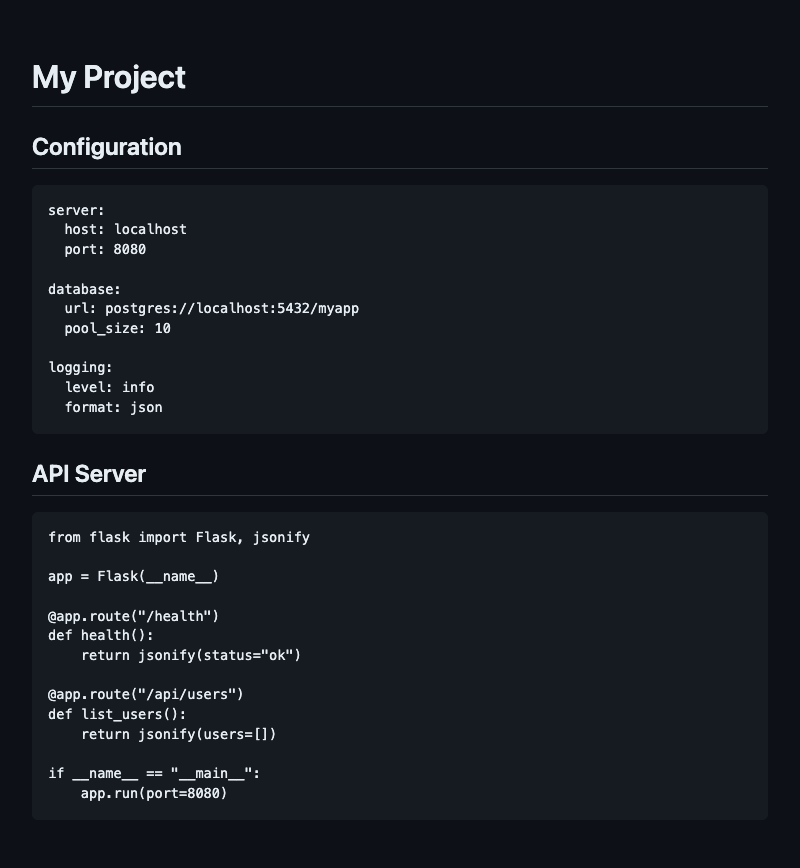 My Project
Configuration
server:
  host: localhost
  port: 8080

database:
  url: postgres://localhost:5432/myapp
  pool_size: 10

logging:
  level: info
  format: json
API Server
from flask import Flask, jsonify

app = Flask(__name__)

@app.route("/health")
def health():
    return jsonify(status="ok")

@app.route("/api/users")
def list_users():
    return jsonify(users=[])

if __name__ == "__main__":
    app.run(port=8080)